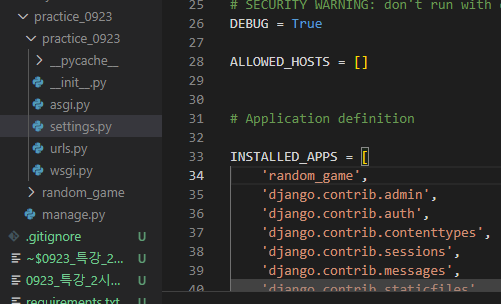 practice_0923
practice_0923
__pycache__
__init__.py
asgi.py
settings.py
urls.py
wsgi.py
random_game
manage.py
.gitignore U
~$0923_특강_2... U
0923_특강_2시... U
requirements.txt U
25 # SECURITY WARNING: don't run with
26 DEBUG = True
27
28 ALLOWED_HOSTS = []
29
30
31 # Application definition
32
33 INSTALLED_APPS = [
34 'random_game',
35 'django.contrib.admin',
36 'django.contrib.auth',
37 'django.contrib.contenttypes',
38 'django.contrib.sessions',
39 'django.contrib.messages',
40 'django.contrib.staticfiles'